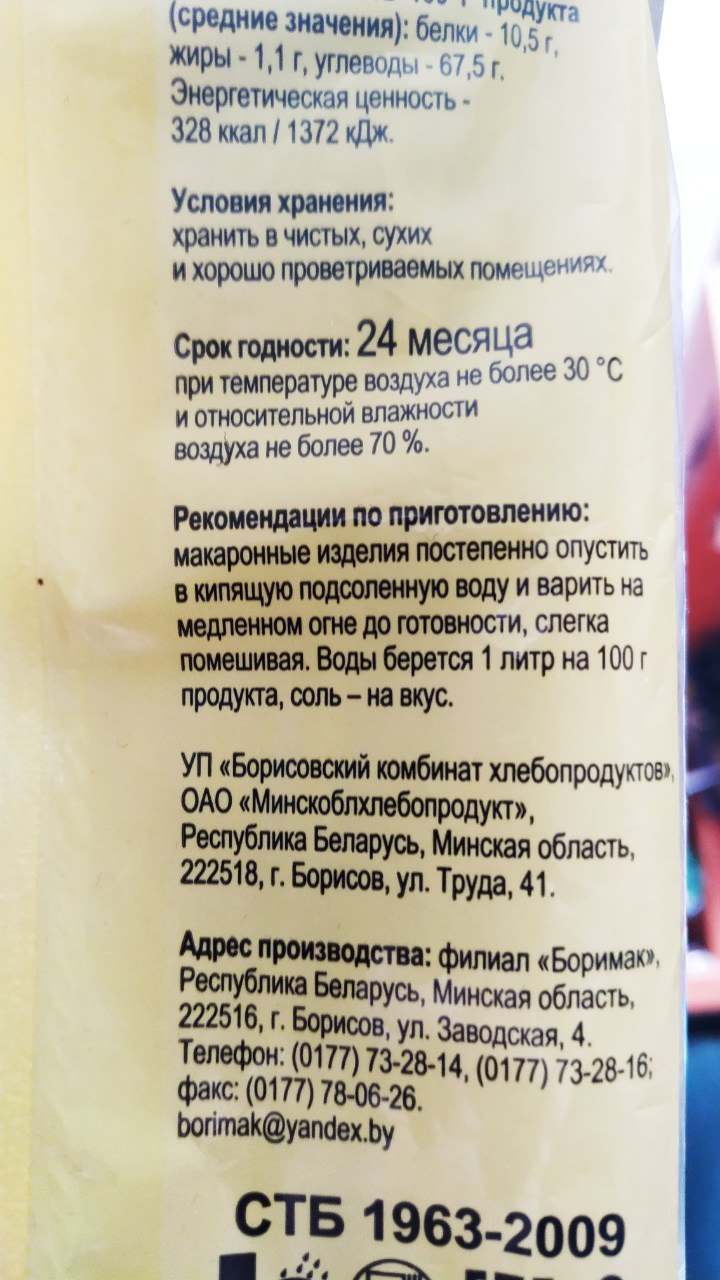 продукта
(средние значения): белки - 10,5 г,
жиры - 1,1 г, углеводы - 67,5 г.
Энергетическая ценность -
328 ккал / 1372 кДж.
Условия хранения:
хранить в чистых, сухих
и хорошо проветриваемых помещениях.
Срок годности: 24 месяца
при температуре воздуха не более 30 °C
и относительной влажности
воздуха не более 70 %.
Рекомендации по приготовлению:
макаронные изделия постепенно опустить
в кипящую подсоленную воду и варить на
медленном огне до готовности, слегка
помешивая. Воды берется 1 литр на 100 г
продукта, соль – на вкус.
УП «Борисовский комбинат хлебопродуктов»,
ОАО «Минскоблхлебопродукт»,
Республика Беларусь, Минская область,
222518, г. Борисов, ул. Труда, 41.
Адрес производства: филиал «Боримак»,
Республика Беларусь, Минская область,
222516, г. Борисов, ул. Заводская, 4.
Телефон: (0177) 73-28-14, (0177) 73-28-16;
факс: (0177) 78-06-26.
borimak@yandex.by
СТБ 1963-2009